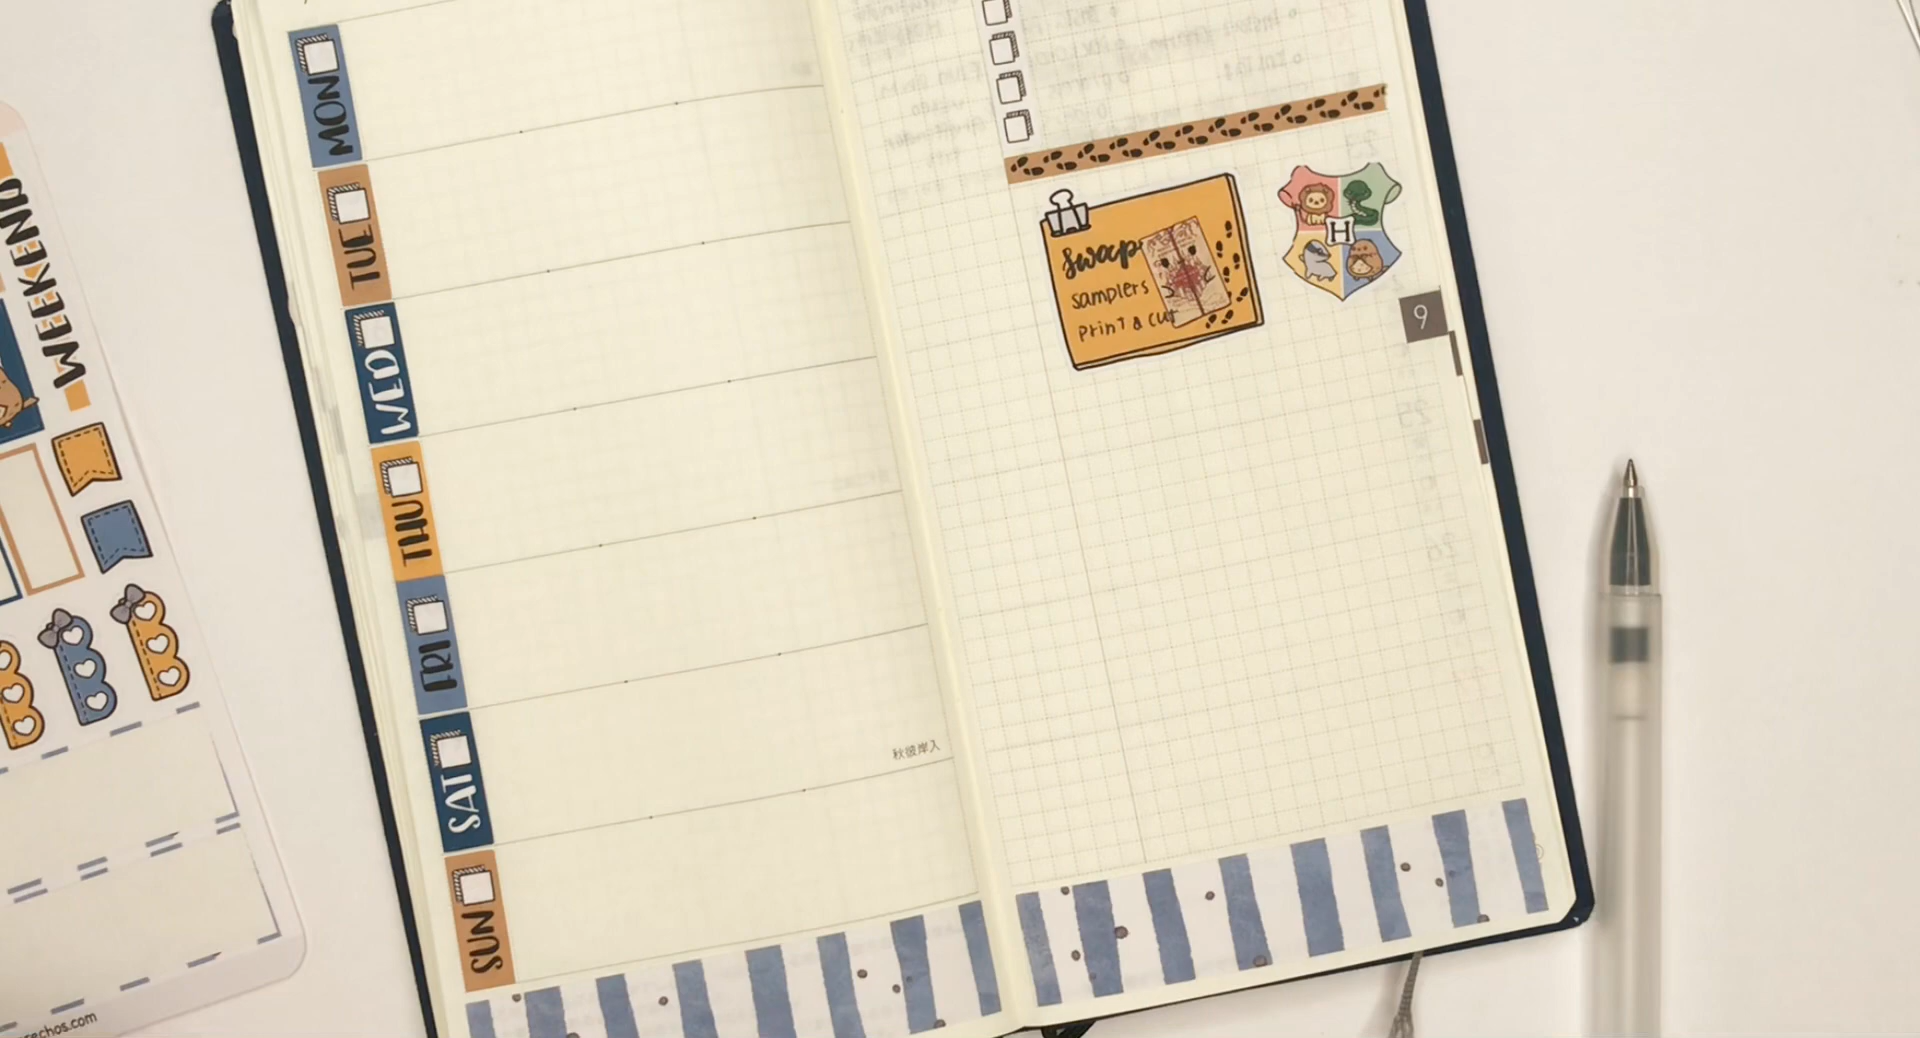 MON
TUE
WED
THU
FRI
SAT
秋彼岸入
SUN
Swap
samplers
print & cut
H
9
WEEKEND